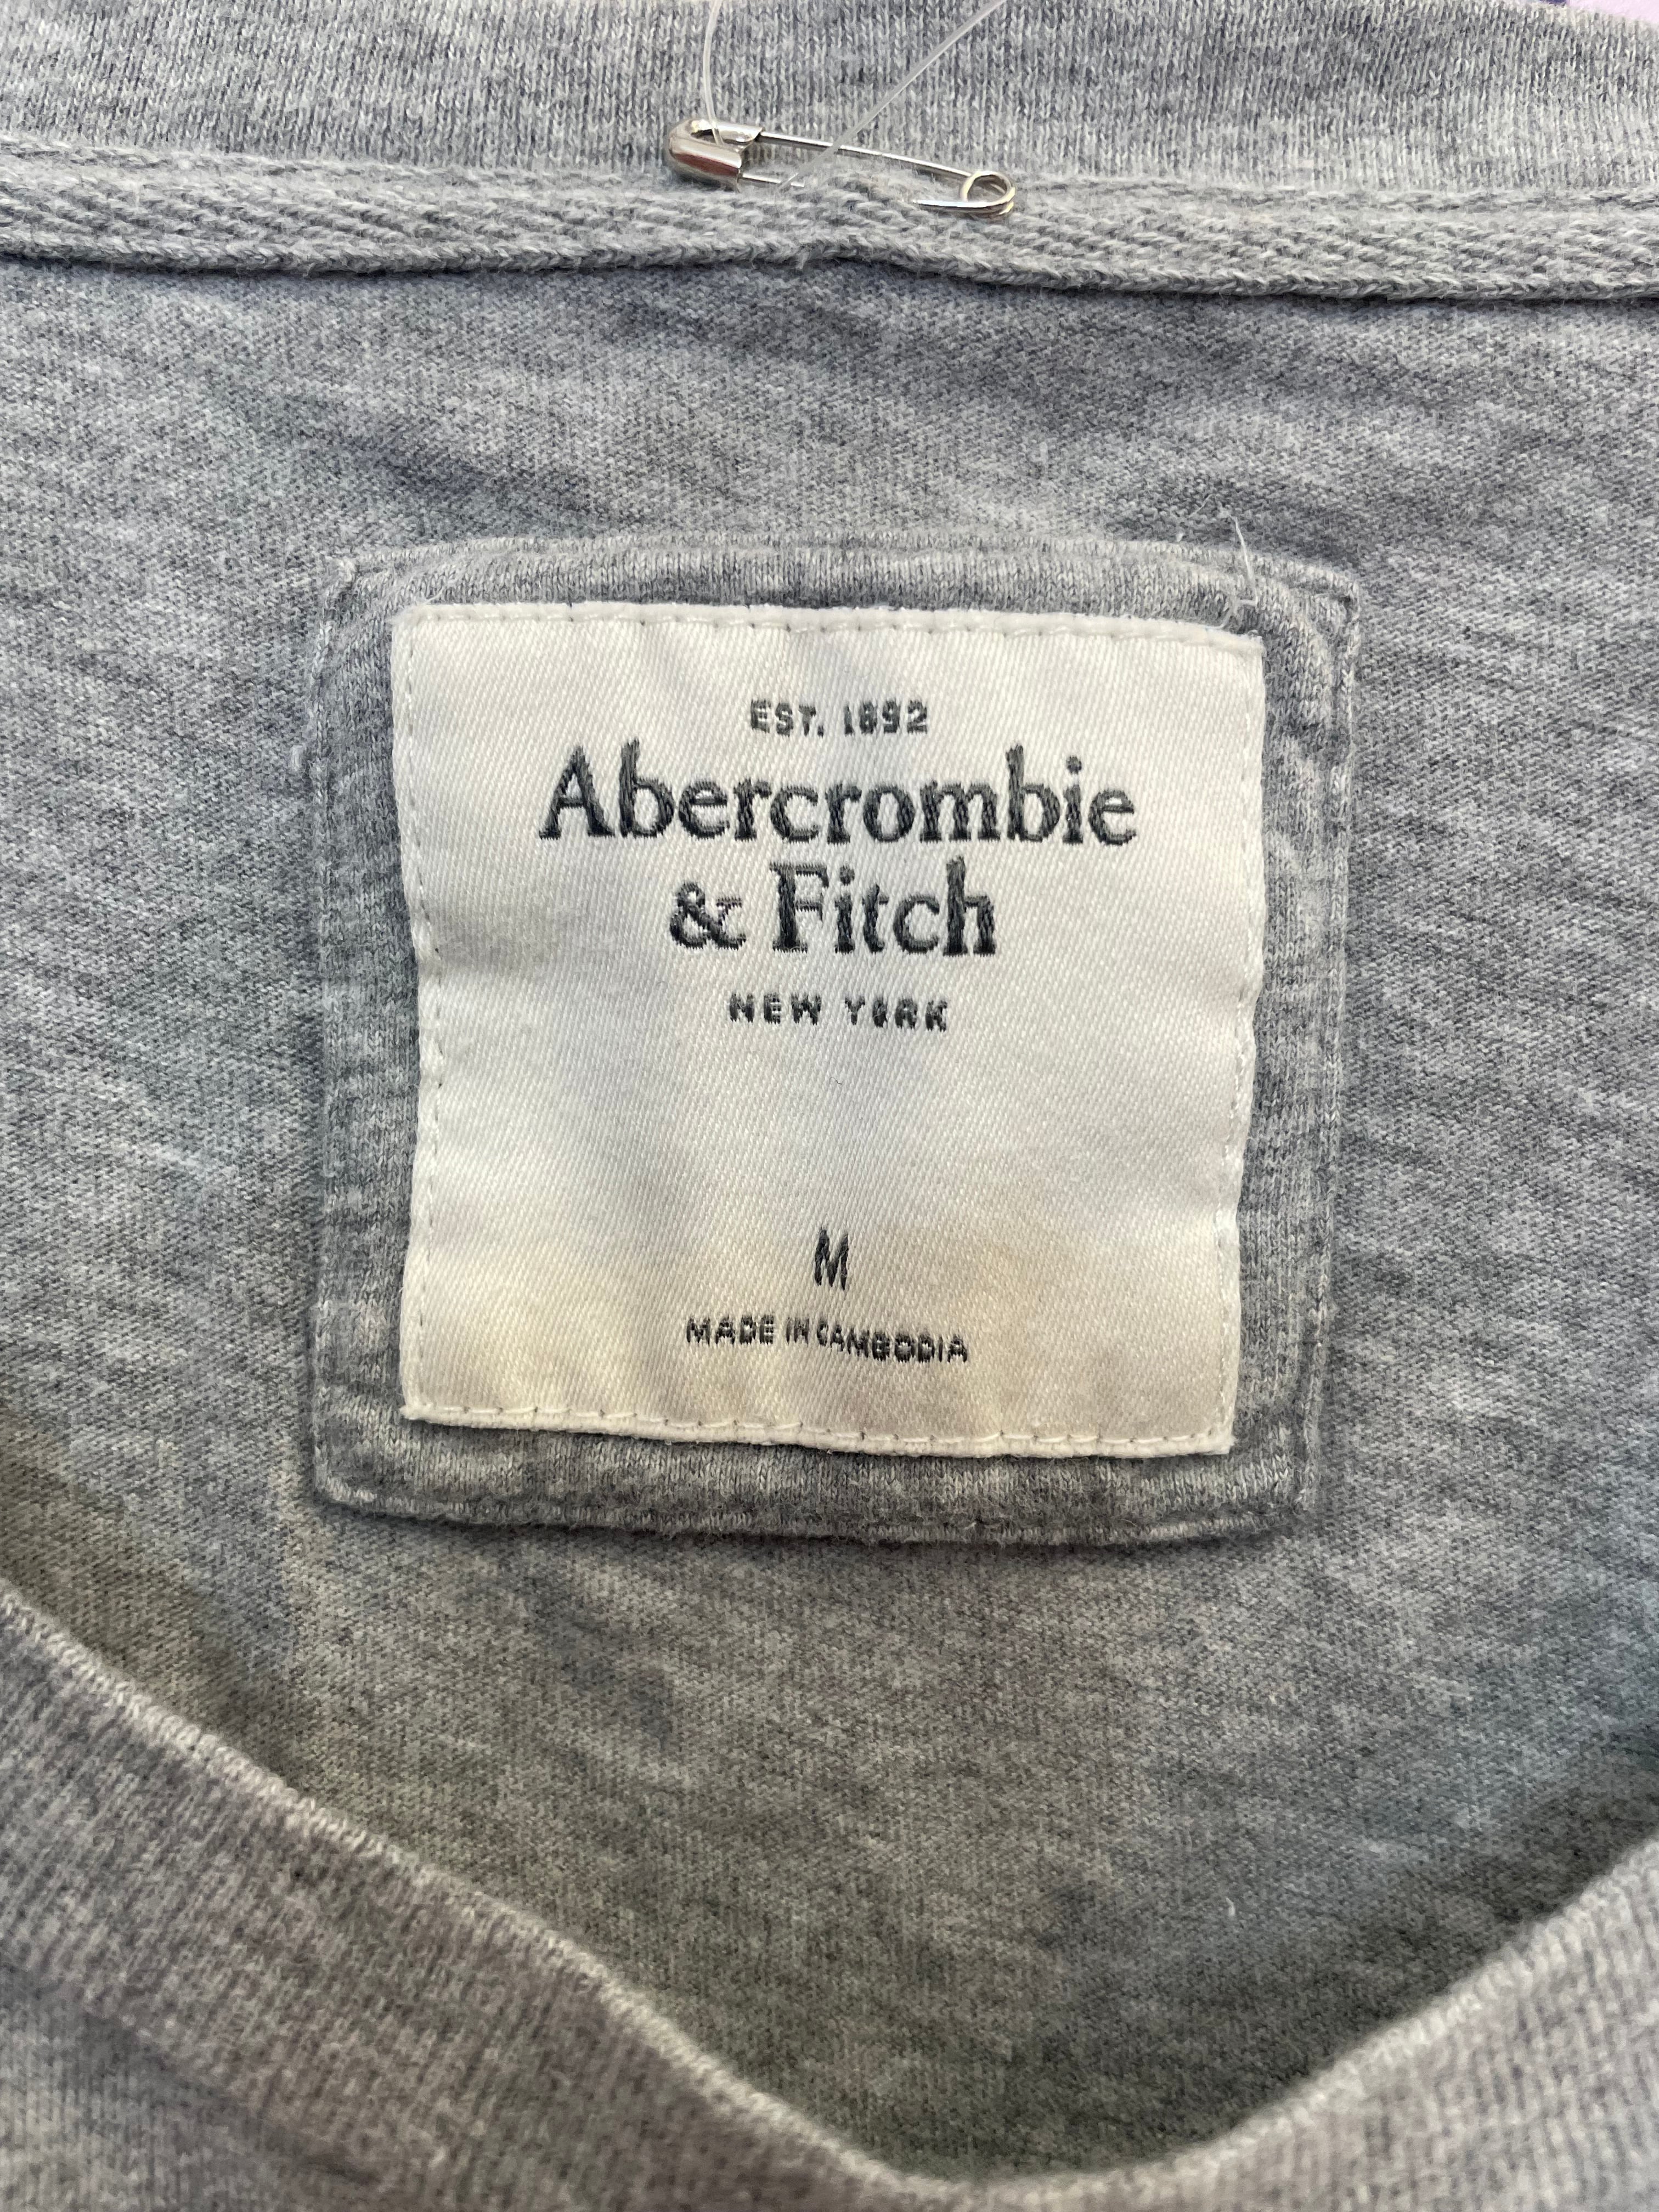 EST. 1892
Abercrombie
& Fitch
NEW YORK
M
MADE IN CAMBODIA